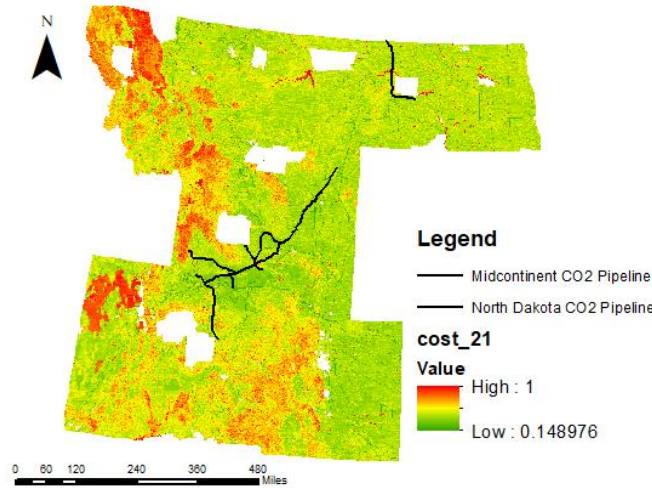 N
Legend
Midcontinent CO2 Pipeline
North Dakota CO2 Pipeline
cost_21
Value
High : 1
Low : 0.148976
0 60 120 240 360 480
Miles